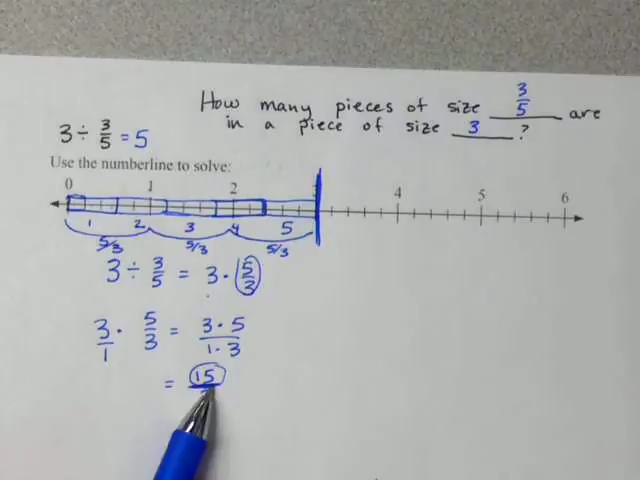 How many pieces of size 3/5 are
in a piece of size 3 ?
3 ÷ 3/5 = 5
Use the numberline to solve:
0 1 2 4 5 6
1 2 3 4 5
5/3 5/3 5/3
3 ÷ 3/5 = 3 · 5/3
3/1 · 5/3 = 3 · 5 / 1 · 3
= 15